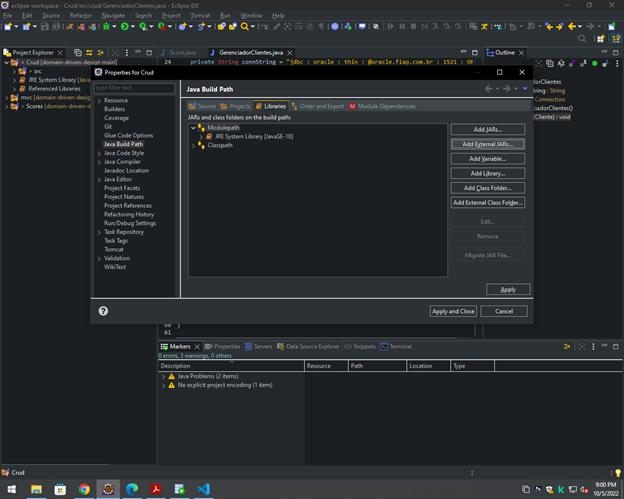 eclipse-workspace - Crud/src/crud/GerenciadorClientes.java - Eclipse IDE
File Edit Source Refactor Navigate Search Project Tomcat Run Window Help
Project Explorer
Score.java
GerenciadorClientes.java
Outline
Crud [domain-driven-design main]
src
JRE System Library [Java
Referenced Libraries
mvc [domain-driven-design
Scores [domain-driven-des
24 private String connString = "jdbc : oracle : thin : @oracle.fiap.com.br : 1521 : OF
adorClientes
String : String
Connection
adorClientes()
(Cliente) : void
Properties for Crud
type filter text
Resource
Builders
Coverage
Git
Glue Code Options
Java Build Path
Java Code Style
Java Compiler
Javadoc Location
Java Editor
Project Facets
Project Natures
Project References
Refactoring History
Run/Debug Settings
Task Repository
Task Tags
Tomcat
Validation
WikiText
Java Build Path
Source Projects Libraries Order and Export Module Dependencies
JARs and class folders on the build path:
Modulepath
JRE System Library [JavaSE-18]
Classpath
Add JARs...
Add External JARs...
Add Variable...
Add Library...
Add Class Folder...
Add External Class Folder...
Edit...
Remove
Migrate JAR File...
Apply
Apply and Close
Cancel
60 }
61
Markers Properties Servers Data Source Explorer Snippets Terminal
0 errors, 3 warnings, 0 others
Description Resource Path Location Type
Java Problems (2 items)
No explicit project encoding (1 item)
Crud
9:00 PM
10/5/2022